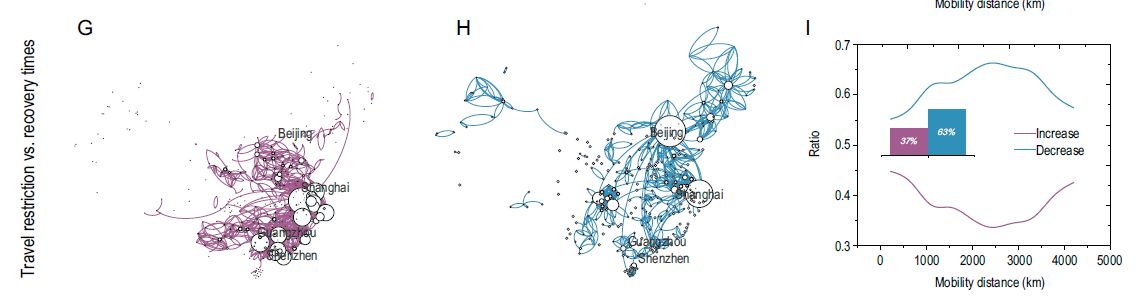 Mobility distance (km)
G
H
I
Travel restriction vs. recovery times
Beijing
Shanghai
Guangzhou
Shenzhen
Beijing
Shanghai
Guangzhou
Shenzhen
0.7
0.6
0.5
0.4
0.3
Ratio
37%
63%
Increase
Decrease
0
1000
2000
3000
4000
5000
Mobility distance (km)